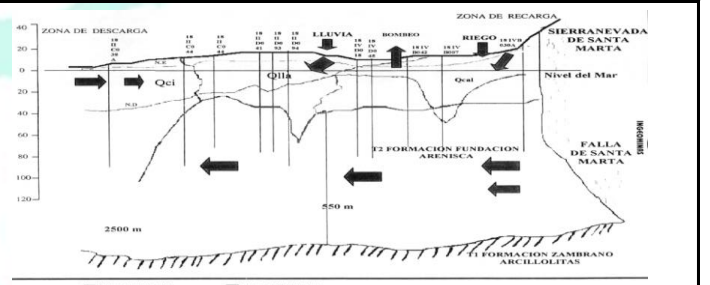 ZONA DE RECARGA
ZONA DE DESCARGA
LLUVIA
BOMBEO
RIEGO
SIERRANEVADA
DE SANTA
MARTA
40
20
0
20
40
60
80
100
120
N.E
Qci
Qlla
Qcal
Nivel del Mar
N.D
INGEOMINAS
T2 FORMACION FUNDACION
ARENISCA
FALLA
DE SANTA
MARTA
550 m
2500 m
T1 FORMACION ZAMBRANO
ARCILLOLITAS